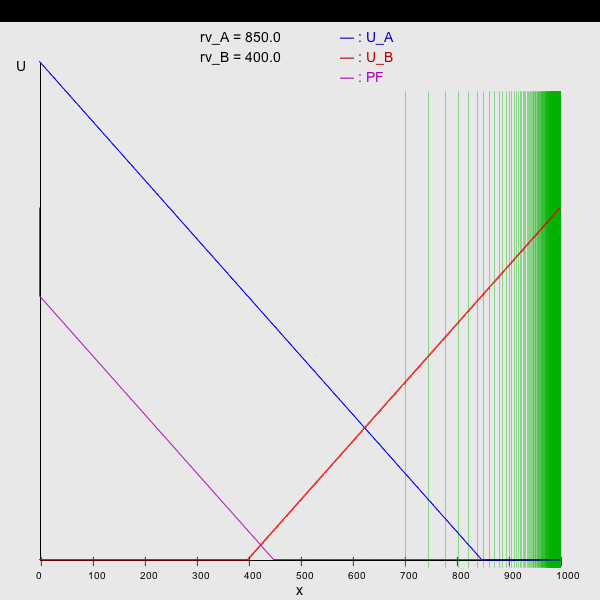 rv_A = 850.0 — : U_A
rv_B = 400.0 — : U_B
— : PF
U
0 100 200 300 400 500 600 700 800 900 1000
x